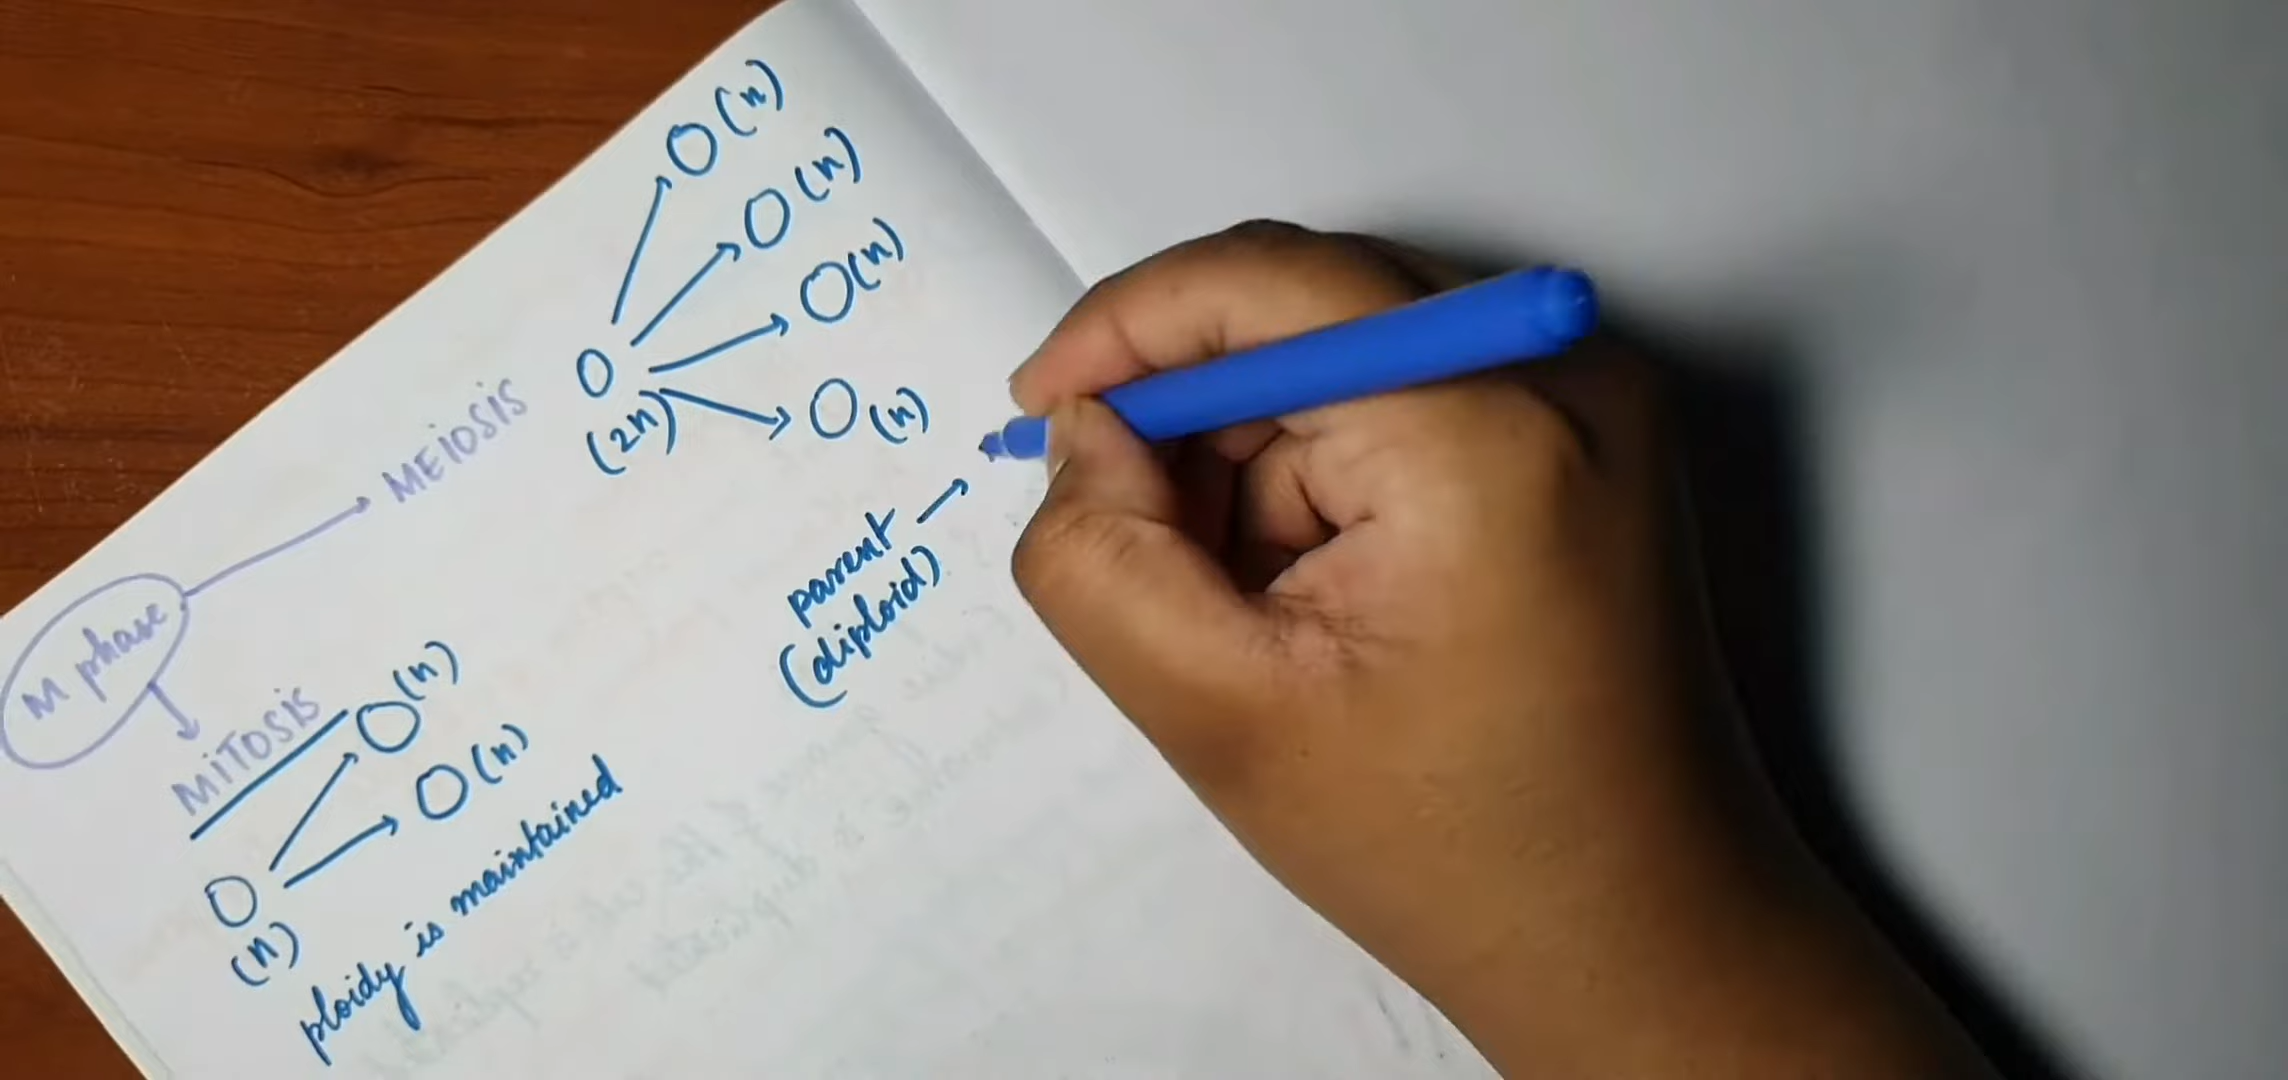 O(n)
O(n)
O(n)
O
(2n)
O(n)
MEIOSIS
parent →
(diploid)
M phase
MiTOSiS
O(n)
O(n)
O
(n)
ploidy is maintained